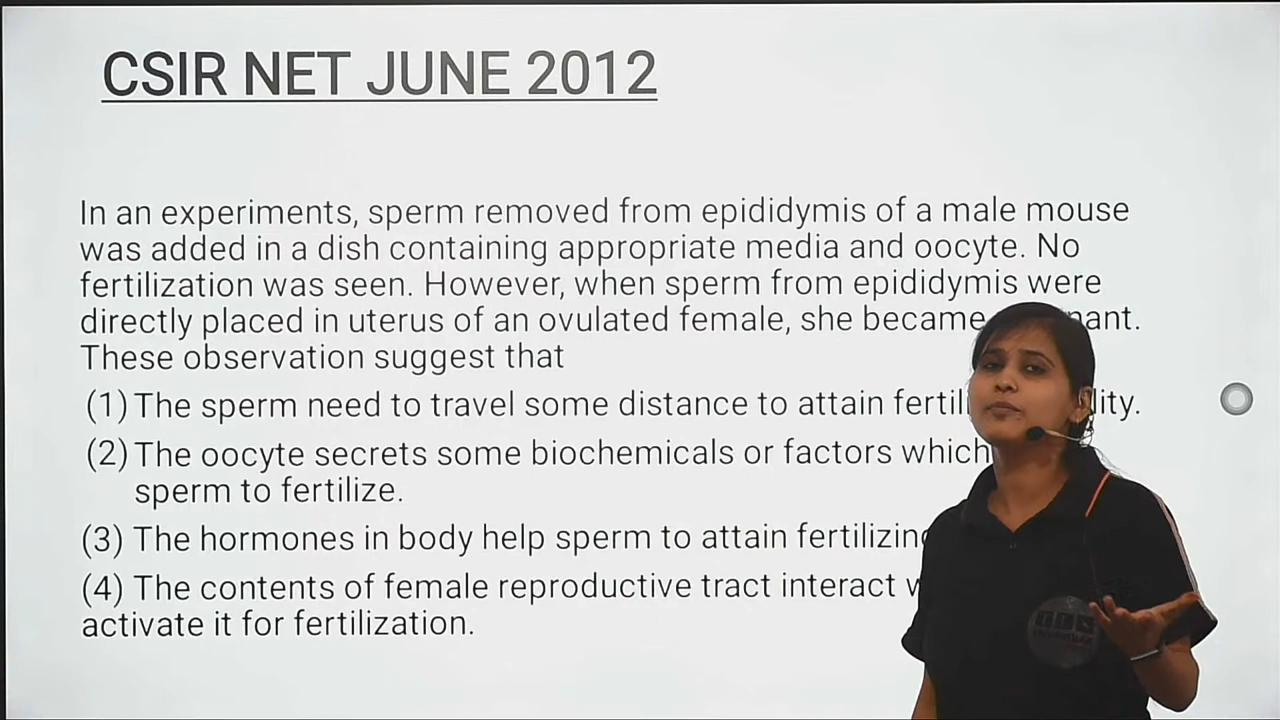 CSIR NET JUNE 2012
In an experiments, sperm removed from epididymis of a male mouse
was added in a dish containing appropriate media and oocyte. No
fertilization was seen. However, when sperm from epididymis were
directly placed in uterus of an ovulated female, she became
These observation suggest that
(1) The sperm need to travel some distance to attain
(2) The oocyte secrets some biochemicals or factors which
sperm to fertilize.
(3) The hormones in body help sperm to attain
(4) The contents of female reproductive tract interact
activate it for fertilization.